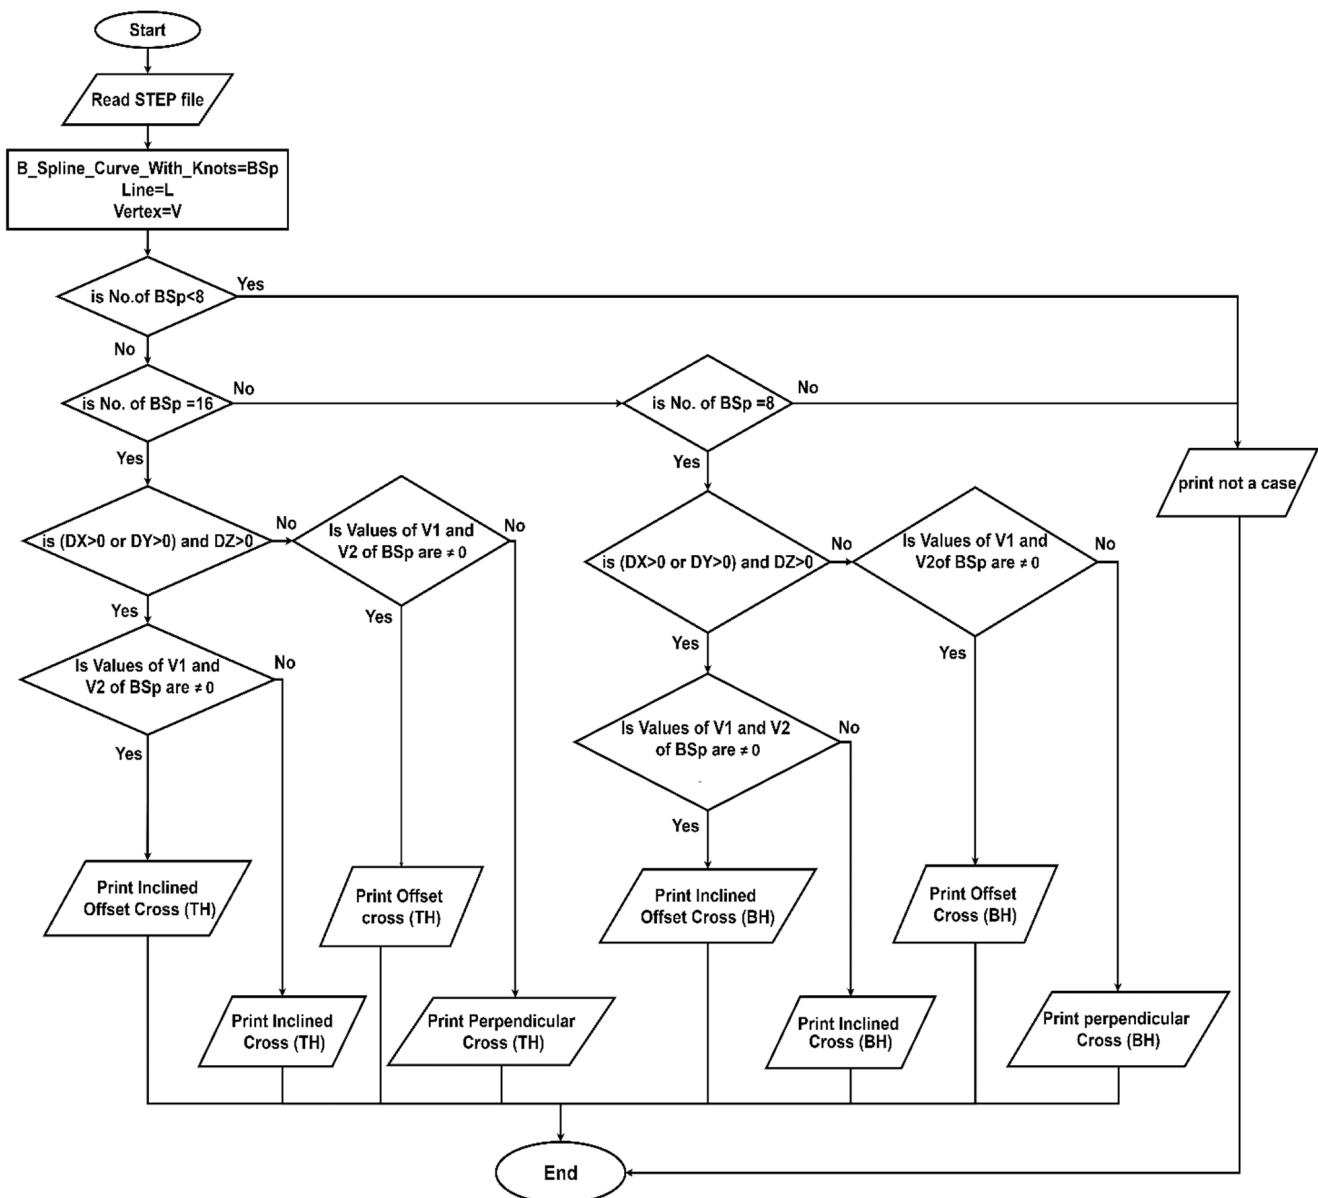 Start
Read STEP file
B_Spline_Curve_With_Knots=BSp
Line=L
Vertex=V
is No.of BSp<8
Yes
No
is No. of BSp =16
No
is No. of BSp =8
No
Yes
Yes
print not a case
is (DX>0 or DY>0) and DZ>0
No
Is Values of V1 and
V2 of BSp are ≠ 0
No
is (DX>0 or DY>0) and DZ>0
No
Is Values of V1 and
V2of BSp are ≠ 0
No
Yes
Yes
Yes
Yes
Is Values of V1 and
V2 of BSp are ≠ 0
No
Is Values of V1 and V2
of BSp are ≠ 0
No
Yes
Yes
Print Inclined
Offset Cross (TH)
Print Offset
cross (TH)
Print Inclined
Offset Cross (BH)
Print Offset
Cross (BH)
Print Inclined
Cross (TH)
Print Perpendicular
Cross (TH)
Print Inclined
Cross (BH)
Print perpendicular
Cross (BH)
End